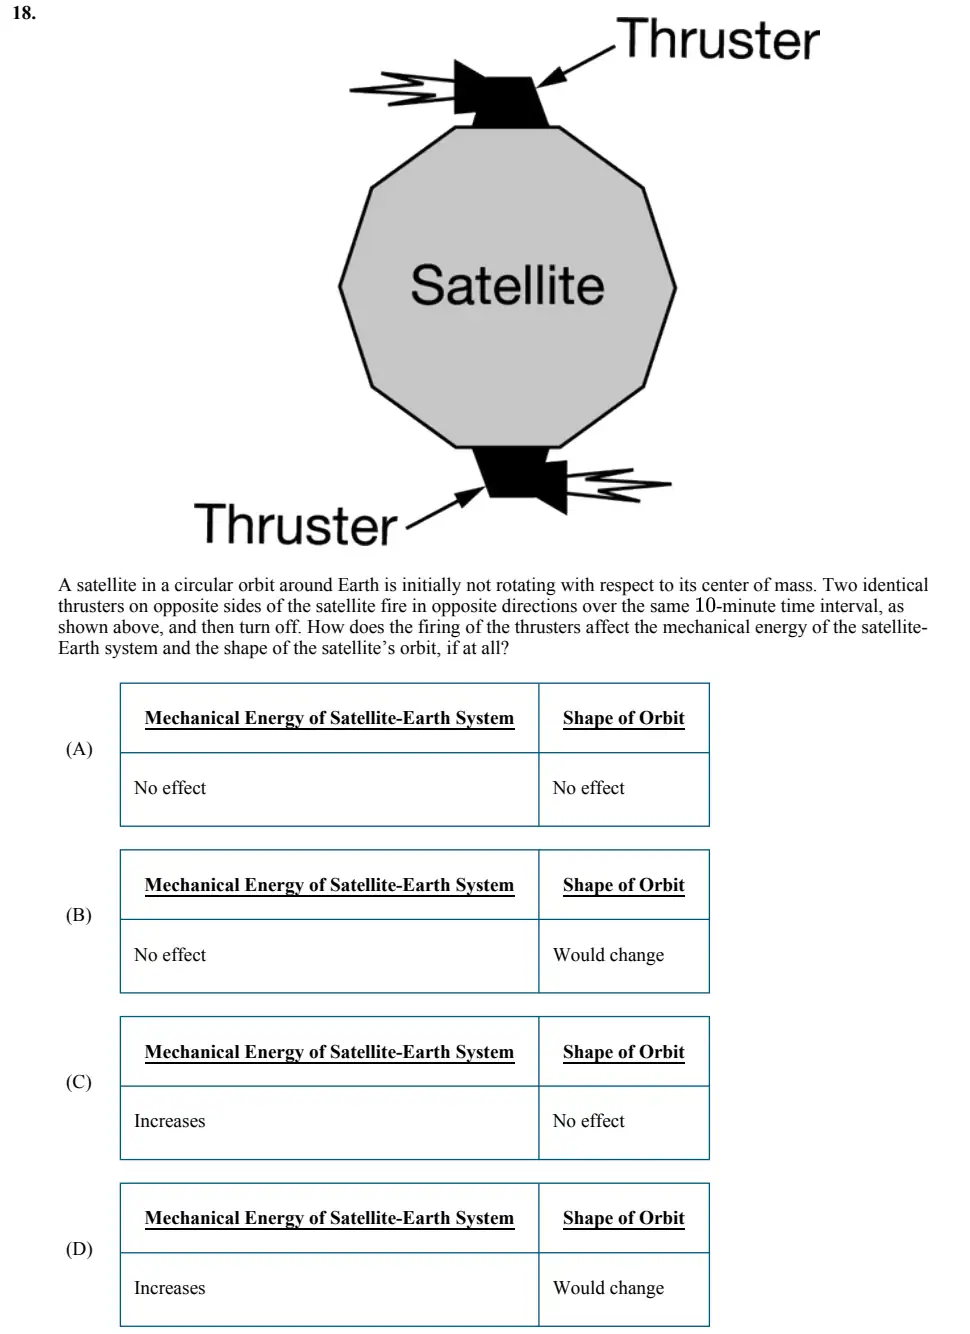 18.
Thruster
Satellite
Thruster
A satellite in a circular orbit around Earth is initially not rotating with respect to its center of mass. Two identical
thrusters on opposite sides of the satellite fire in opposite directions over the same 10-minute time interval, as
shown above, and then turn off. How does the firing of the thrusters affect the mechanical energy of the satellite-
Earth system and the shape of the satellite’s orbit, if at all?
(A)
Mechanical Energy of Satellite-Earth System Shape of Orbit
No effect No effect
(B)
Mechanical Energy of Satellite-Earth System Shape of Orbit
No effect Would change
(C)
Mechanical Energy of Satellite-Earth System Shape of Orbit
Increases No effect
(D)
Mechanical Energy of Satellite-Earth System Shape of Orbit
Increases Would change